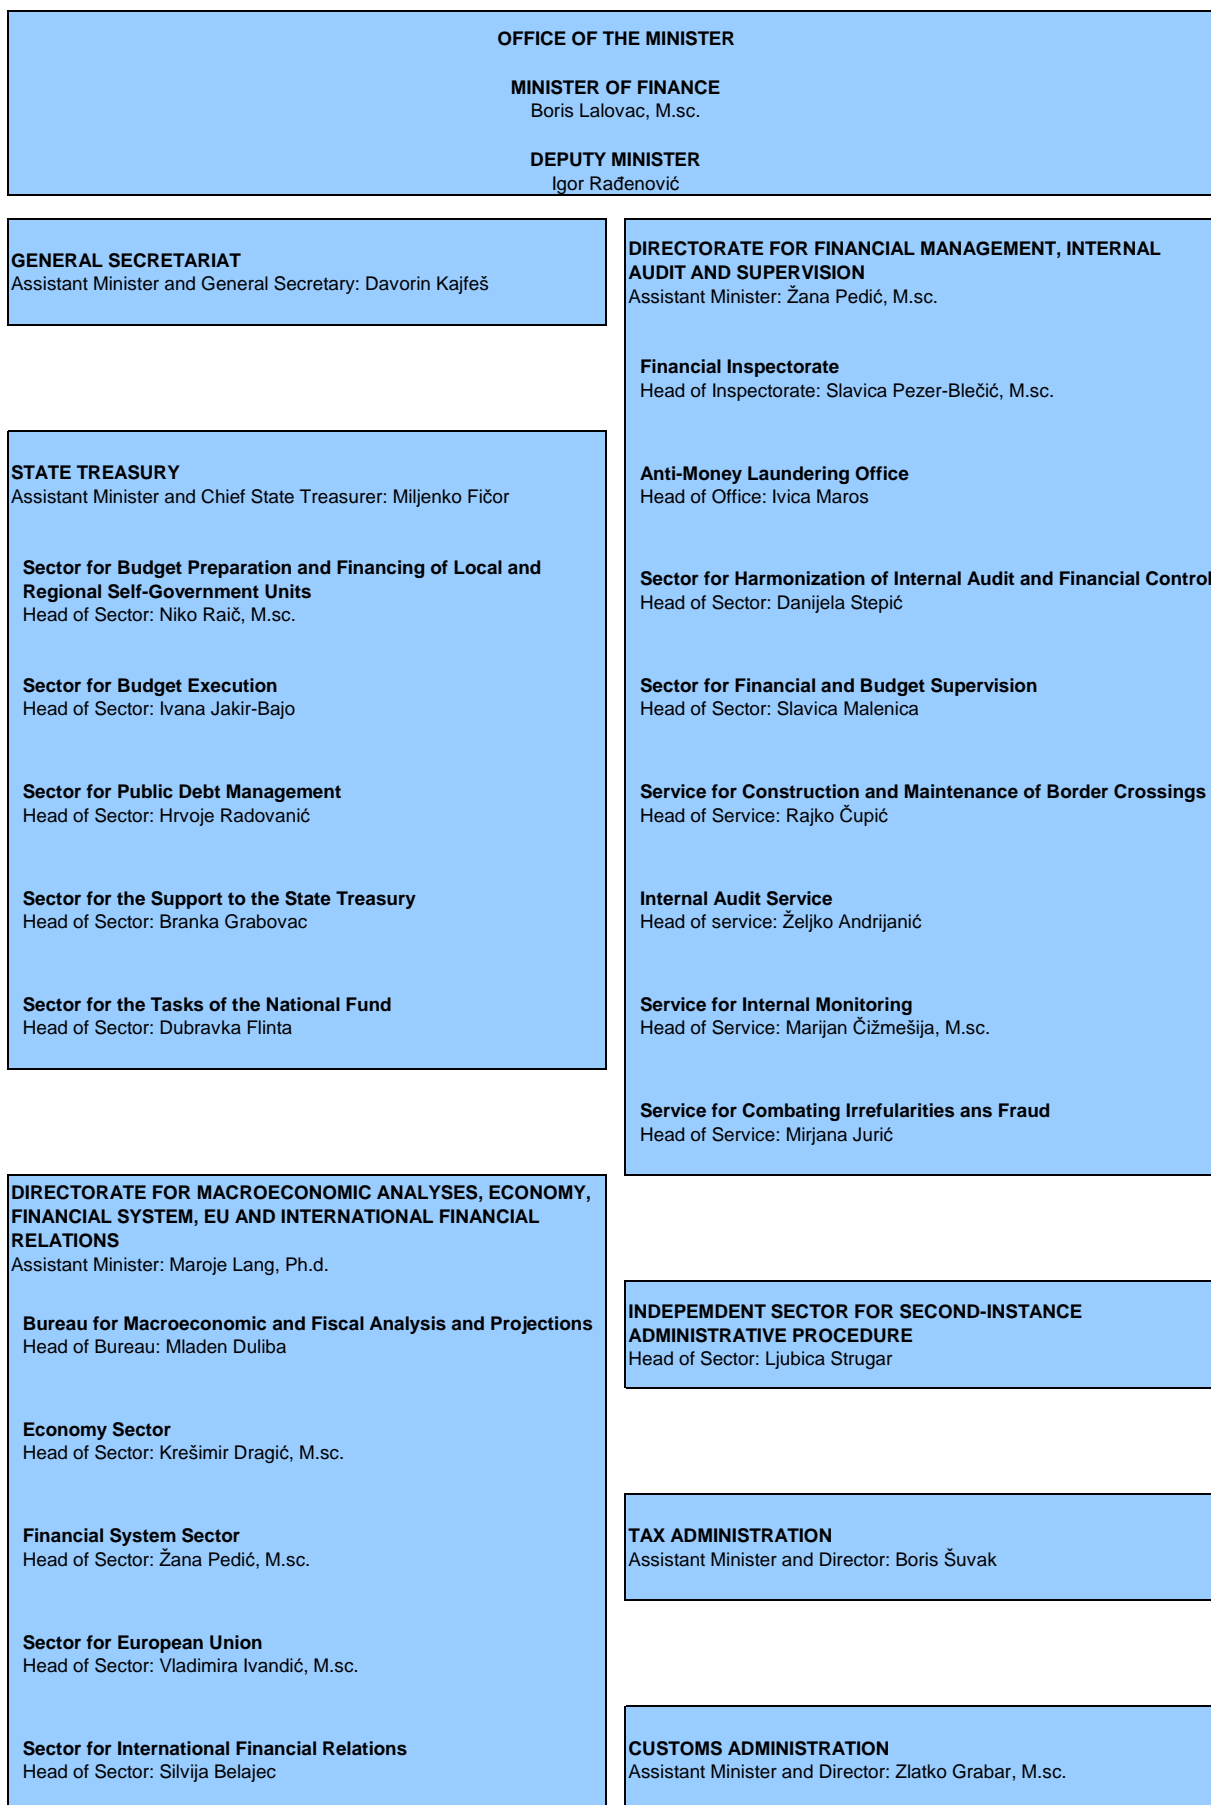 OFFICE OF THE MINISTER
MINISTER OF FINANCE
Boris Lalovac, M.sc.
DEPUTY MINISTER
Igor Rađenović
GENERAL SECRETARIAT
Assistant Minister and General Secretary: Davorin Kajfeš
STATE TREASURY
Assistant Minister and Chief State Treasurer: Miljenko Fičor
Sector for Budget Preparation and Financing of Local and
Regional Self-Government Units
Head of Sector: Niko Raič, M.sc.
Sector for Budget Execution
Head of Sector: Ivana Jakir-Bajo
Sector for Public Debt Management
Head of Sector: Hrvoje Radovanić
Sector for the Support to the State Treasury
Head of Sector: Branka Grabovac
Sector for the Tasks of the National Fund
Head of Sector: Dubravka Flinta
DIRECTORATE FOR MACROECONOMIC ANALYSES, ECONOMY,
FINANCIAL SYSTEM, EU AND INTERNATIONAL FINANCIAL
RELATIONS
Assistant Minister: Maroje Lang, Ph.d.
Bureau for Macroeconomic and Fiscal Analysis and Projections
Head of Bureau: Mladen Duliba
Economy Sector
Head of Sector: Krešimir Dragić, M.sc.
Financial System Sector
Head of Sector: Žana Pedić, M.sc.
Sector for European Union
Head of Sector: Vladimira Ivandić, M.sc.
Sector for International Financial Relations
Head of Sector: Silvija Belajec
DIRECTORATE FOR FINANCIAL MANAGEMENT, INTERNAL
AUDIT AND SUPERVISION
Assistant Minister: Žana Pedić, M.sc.
Financial Inspectorate
Head of Inspectorate: Slavica Pezer-Blečić, M.sc.
Anti-Money Laundering Office
Head of Office: Ivica Maros
Sector for Harmonization of Internal Audit and Financial Control
Head of Sector: Danijela Stepić
Sector for Financial and Budget Supervision
Head of Sector: Slavica Malenica
Service for Construction and Maintenance of Border Crossings
Head of Service: Rajko Čupić
Internal Audit Service
Head of service: Željko Andrijanić
Service for Internal Monitoring
Head of Service: Marijan Čižmešija, M.sc.
Service for Combating Irrefularities ans Fraud
Head of Service: Mirjana Jurić
INDEPEMDENT SECTOR FOR SECOND-INSTANCE
ADMINISTRATIVE PROCEDURE
Head of Sector: Ljubica Strugar
TAX ADMINISTRATION
Assistant Minister and Director: Boris Šuvak
CUSTOMS ADMINISTRATION
Assistant Minister and Director: Zlatko Grabar, M.sc.